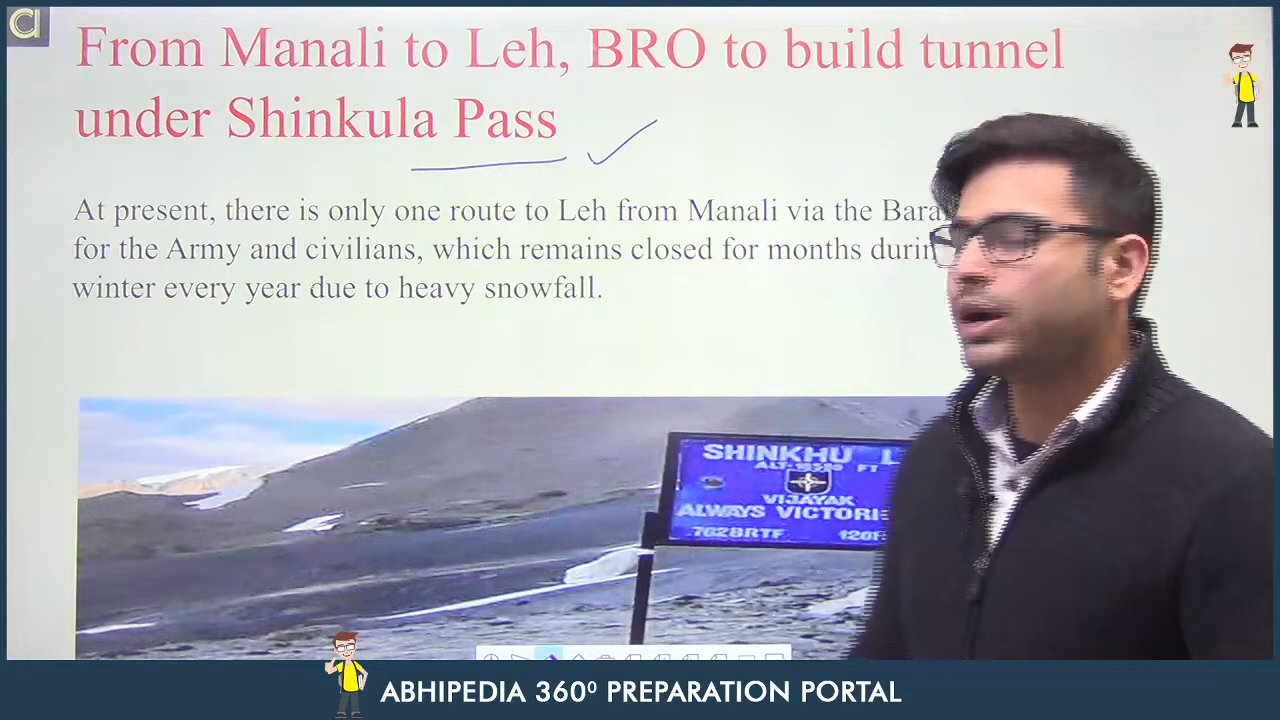 a
From Manali to Leh, BRO to build tunnel
under Shinkula Pass
At present, there is only one route to Leh from Manali via the Bara
for the Army and civilians, which remains closed for months durin
winter every year due to heavy snowfall.
SHINKHU L
FT
VIJAYAK
ALWAYS VICTORI
762BRTF
ABHIPEDIA 360⁰ PREPARATION PORTAL